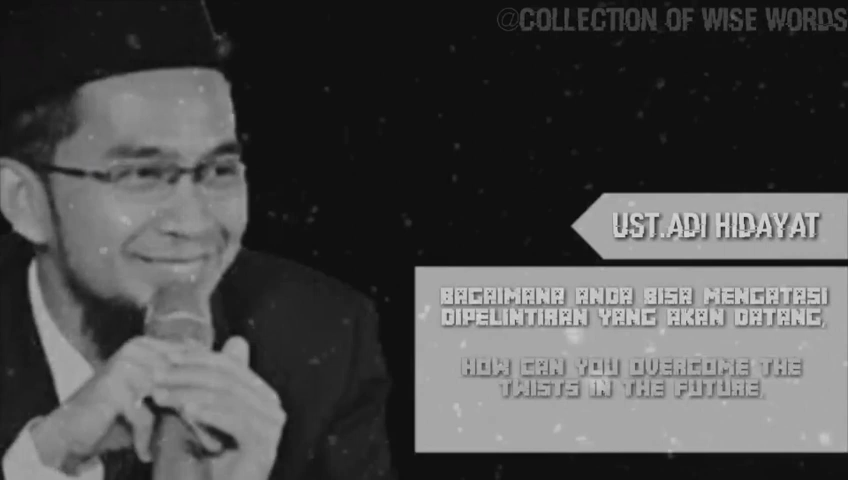 @COLLECTION OF WISE WORDS
UST.ADI HIDAYAT
BAGAIMANA ANDA BISA MENGATASI
DIPELINTIRAN YANG AKAN DATANG,
HOW CAN YOU OVERCOME THE
TWISTS IN THE FUTURE,